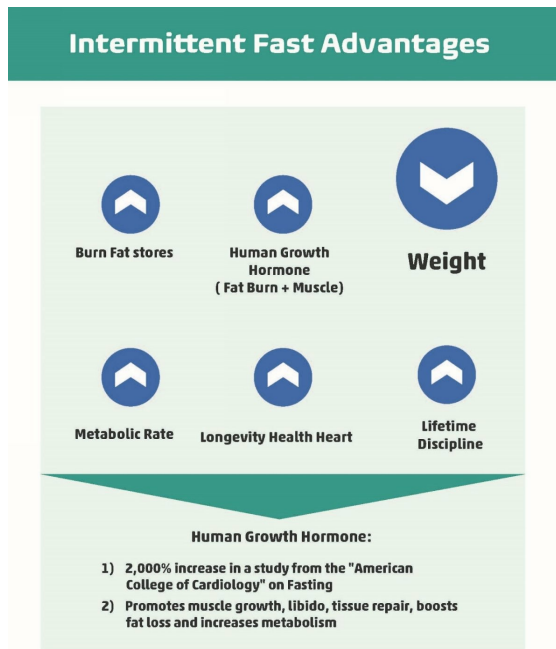 Intermittent Fast Advantages
Burn Fat stores
Human Growth
Hormone
( Fat Burn + Muscle)
Weight
Metabolic Rate
Longevity Health Heart
Lifetime
Discipline
Human Growth Hormone:
1) 2,000% increase in a study from the "American
College of Cardiology" on Fasting
2) Promotes muscle growth, libido, tissue repair, boosts
fat loss and increases metabolism